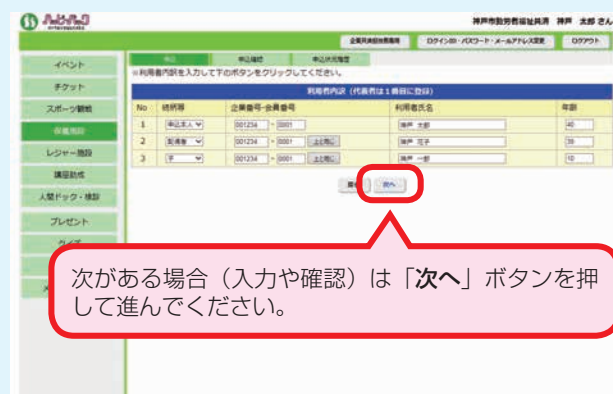 神戸市勤労者福祉共済 神戸 太郎 さん
企業共済担当者専用 ログインID・パスワード・メールアドレス変更 ログアウト
イベント
チケット
スポーツ観戦
保養施設
レジャー施設
講座助成
人間ドック・検診
プレゼント
クイズ
申込 申込確認 申込状況履歴
※利用者内訳を入力して下のボタンをクリックしてください。
利用者内訳 (代表者は1番目に登録)
No 続柄等 企業番号-会員番号 利用者氏名 年齢
1 申込本人 001234 - 0001 神戸 太郎 40
2 配偶者 001234 - 0001 上と同じ 神戸 花子 39
3 子 001234 - 0001 上と同じ 神戸 一郎 10
戻る 次へ
次がある場合（入力や確認）は「次へ」ボタンを押
して進んでください。